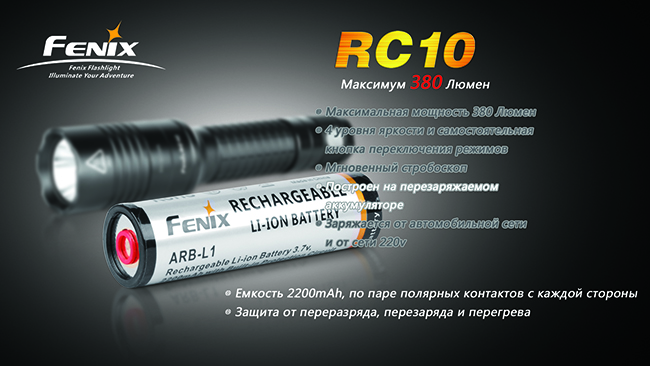 FENIX
Fenix Flashlight
Illuminate Your Adventure
RC10
Максимум 380 Люмен
• Максимальная мощность 380 Люмен
• 4 уровня яркости и самостоятельная
кнопка переключения режимов
• Мгновенный стробоскоп
• Построен на перезаряжаемом
аккумуляторе
• Заряжается от автомобильной сети
и от сети 220v
FENIX
RECHARGEABLE
LI-ION BATTERY
ARB-L1
Rechargeable Li-ion Battery 3.7v,
• Емкость 2200mAh, по паре полярных контактов с каждой стороны
• Защита от переразряда, перезаряда и перегрева